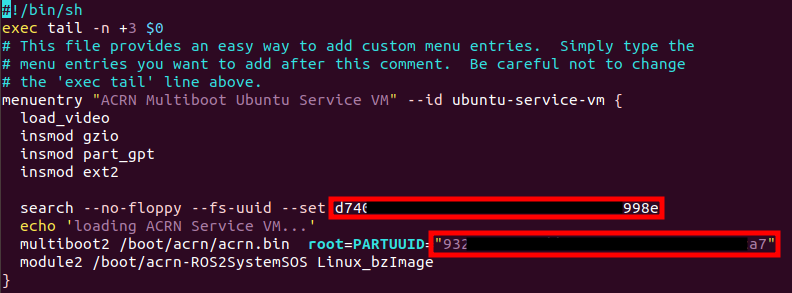 #!/bin/sh
exec tail -n +3 $0
# This file provides an easy way to add custom menu entries.  Simply type the
# menu entries you want to add after this comment.  Be careful not to change
# the 'exec tail' line above.
menuentry "ACRN Multiboot Ubuntu Service VM" --id ubuntu-service-vm {
  load_video
  insmod gzio
  insmod part_gpt
  insmod ext2
  search --no-floppy --fs-uuid --set d740 998e
  echo 'loading ACRN Service VM...'
  multiboot2 /boot/acrn/acrn.bin  root=PARTUUID="932 a7"
  module2 /boot/acrn-ROS2SystemSOS Linux_bzImage
}